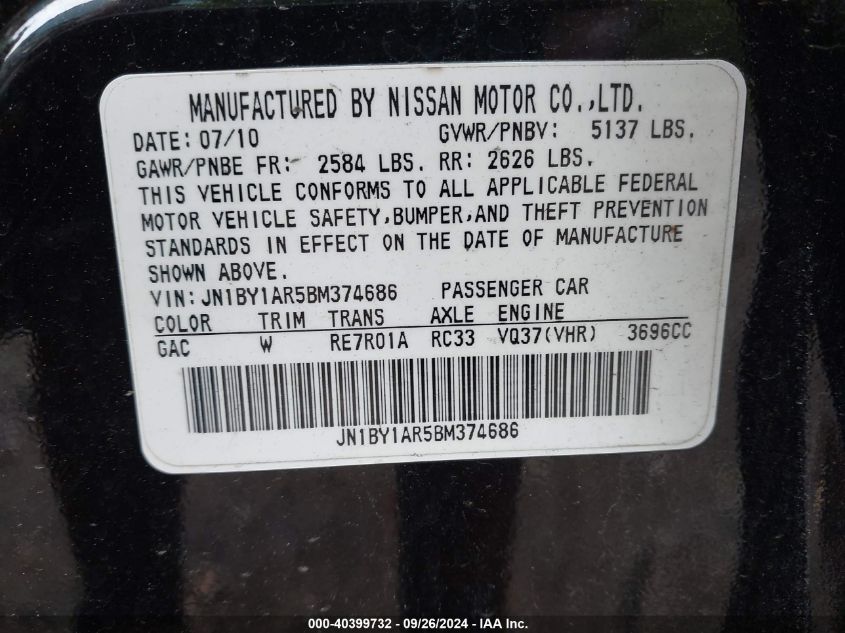 MANUFACTURED BY NISSAN MOTOR CO.,LTD.
DATE: 07/10 GVWR/PNBV: 5137 LBS.
GAWR/PNBE FR: 2584 LBS. RR: 2626 LBS.
THIS VEHICLE CONFORMS TO ALL APPLICABLE FEDERAL
MOTOR VEHICLE SAFETY,BUMPER,AND THEFT PREVENTION
STANDARDS IN EFFECT ON THE DATE OF MANUFACTURE
SHOWN ABOVE.
VIN: JN1BY1AR5BM374686 PASSENGER CAR
COLOR TRIM TRANS AXLE ENGINE
GAC W RE7R01A RC33 VQ37(VHR) 3696CC
JN1BY1AR5BM374686
000-40399732 - 09/26/2024 - IAA Inc.